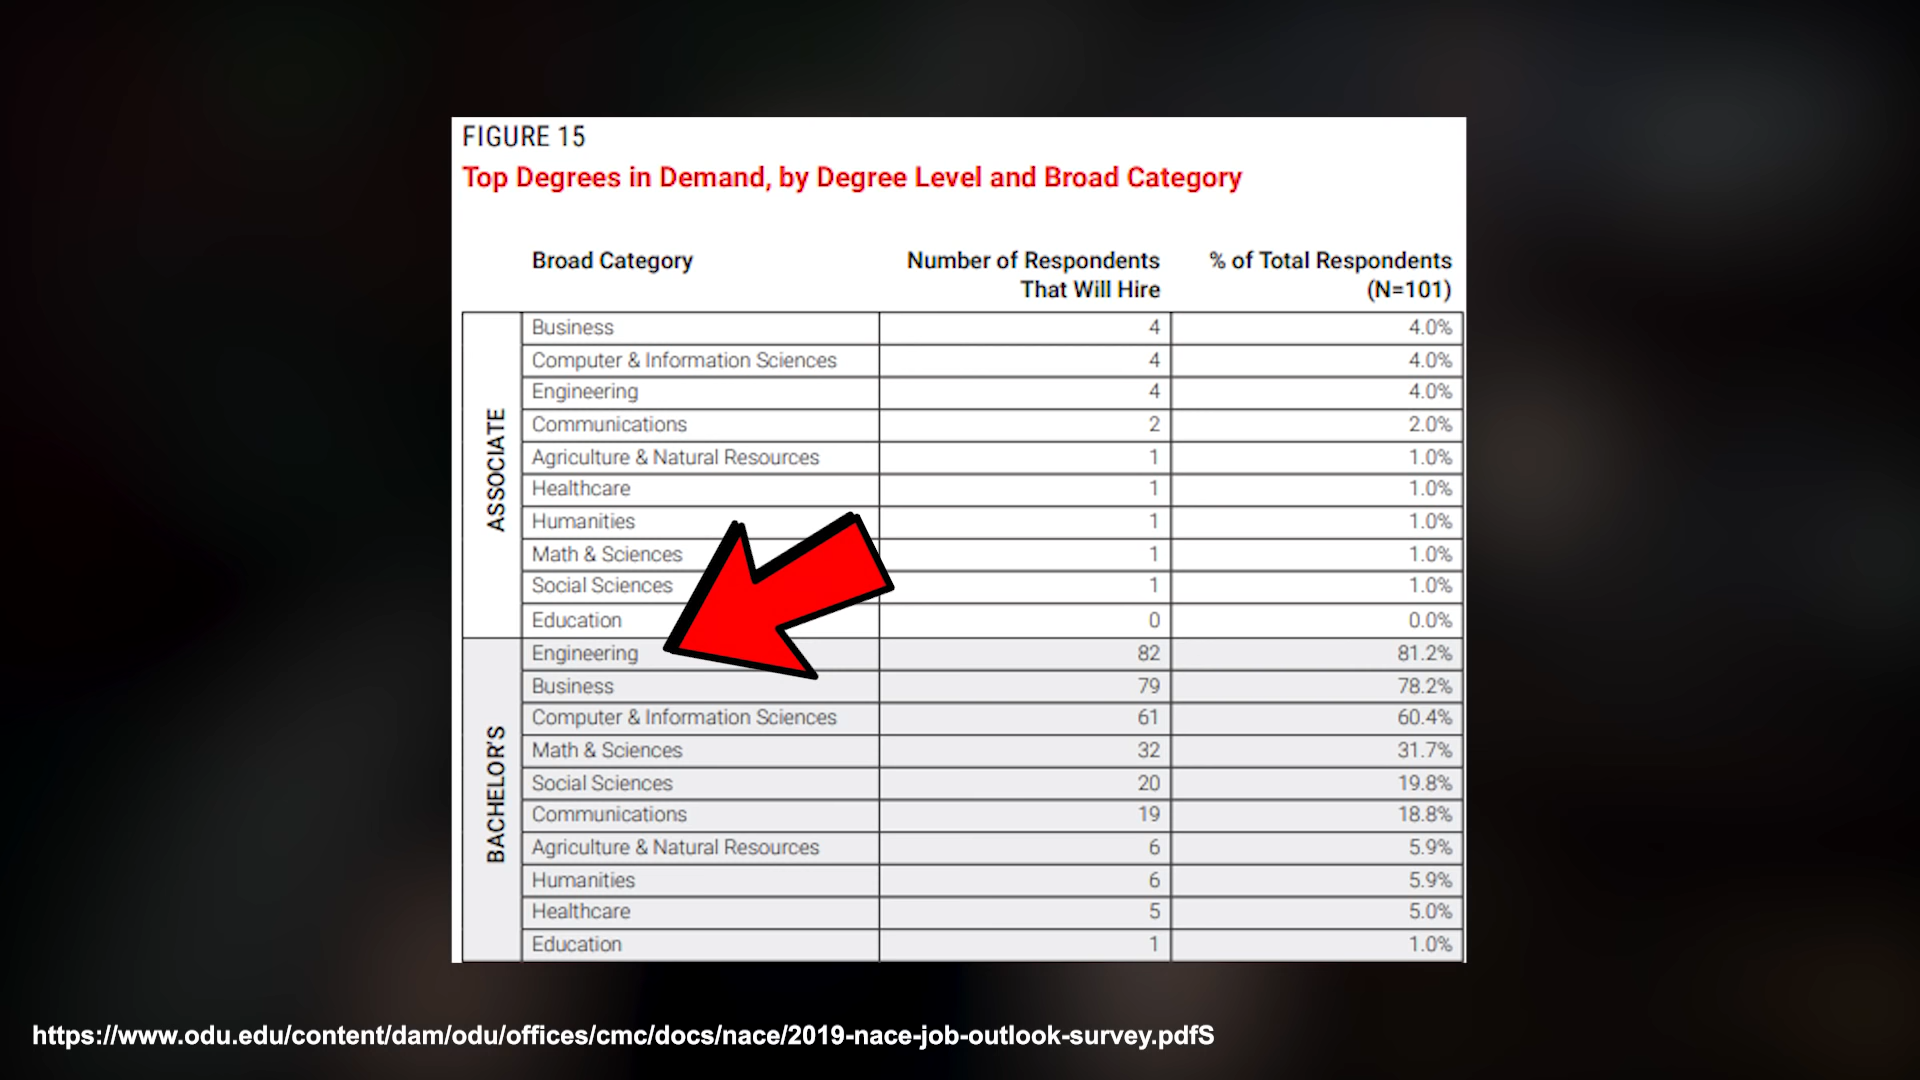 FIGURE 15
Top Degrees in Demand, by Degree Level and Broad Category
Broad Category Number of Respondents That Will Hire % of Total Respondents (N=101)
ASSOCIATE
Business 4 4.0%
Computer & Information Sciences 4 4.0%
Engineering 4 4.0%
Communications 2 2.0%
Agriculture & Natural Resources 1 1.0%
Healthcare 1 1.0%
Humanities 1 1.0%
Math & Sciences 1 1.0%
Social Sciences 1 1.0%
Education 0 0.0%
BACHELOR'S
Engineering 82 81.2%
Business 79 78.2%
Computer & Information Sciences 61 60.4%
Math & Sciences 32 31.7%
Social Sciences 20 19.8%
Communications 19 18.8%
Agriculture & Natural Resources 6 5.9%
Humanities 6 5.9%
Healthcare 5 5.0%
Education 1 1.0%
https://www.odu.edu/content/dam/odu/offices/cmc/docs/nace/2019-nace-job-outlook-survey.pdfS